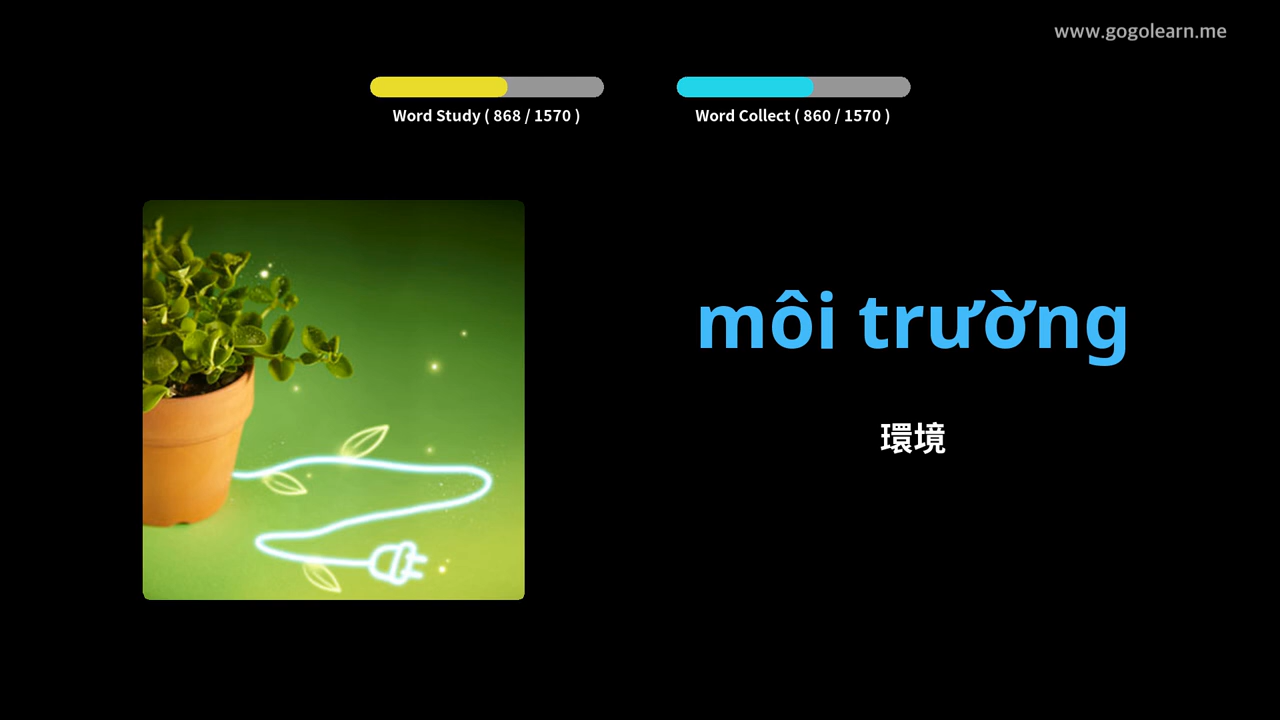 www.gogolearn.me
Word Study ( 868 / 1570 )
Word Collect ( 860 / 1570 )
môi trường
環境